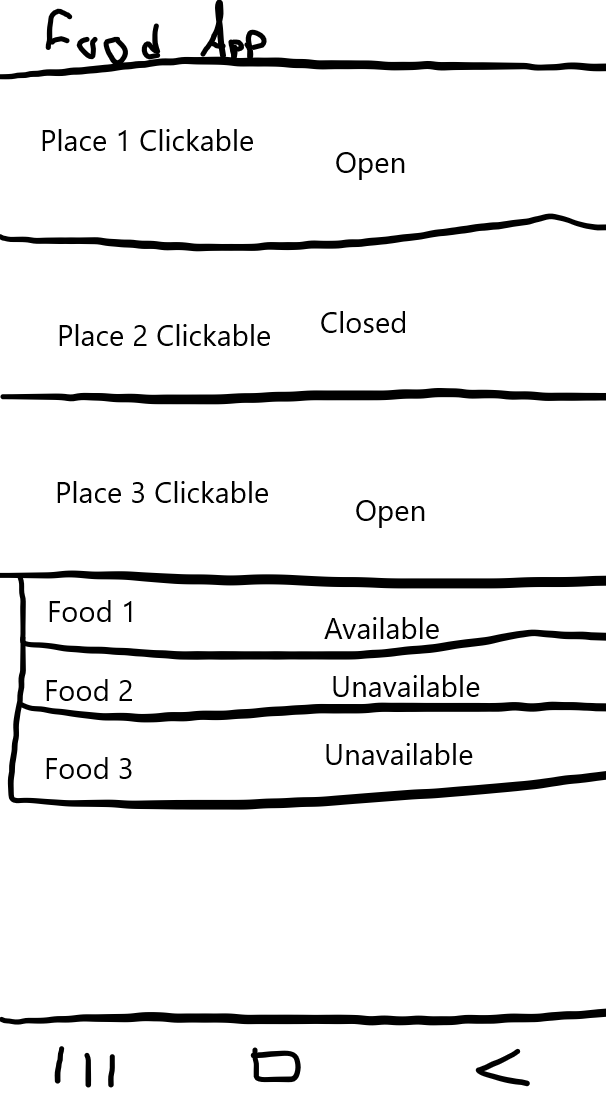 Food App
Place 1 Clickable
Open
Place 2 Clickable
Closed
Place 3 Clickable
Open
Food 1
Available
Food 2
Unavailable
Food 3
Unavailable